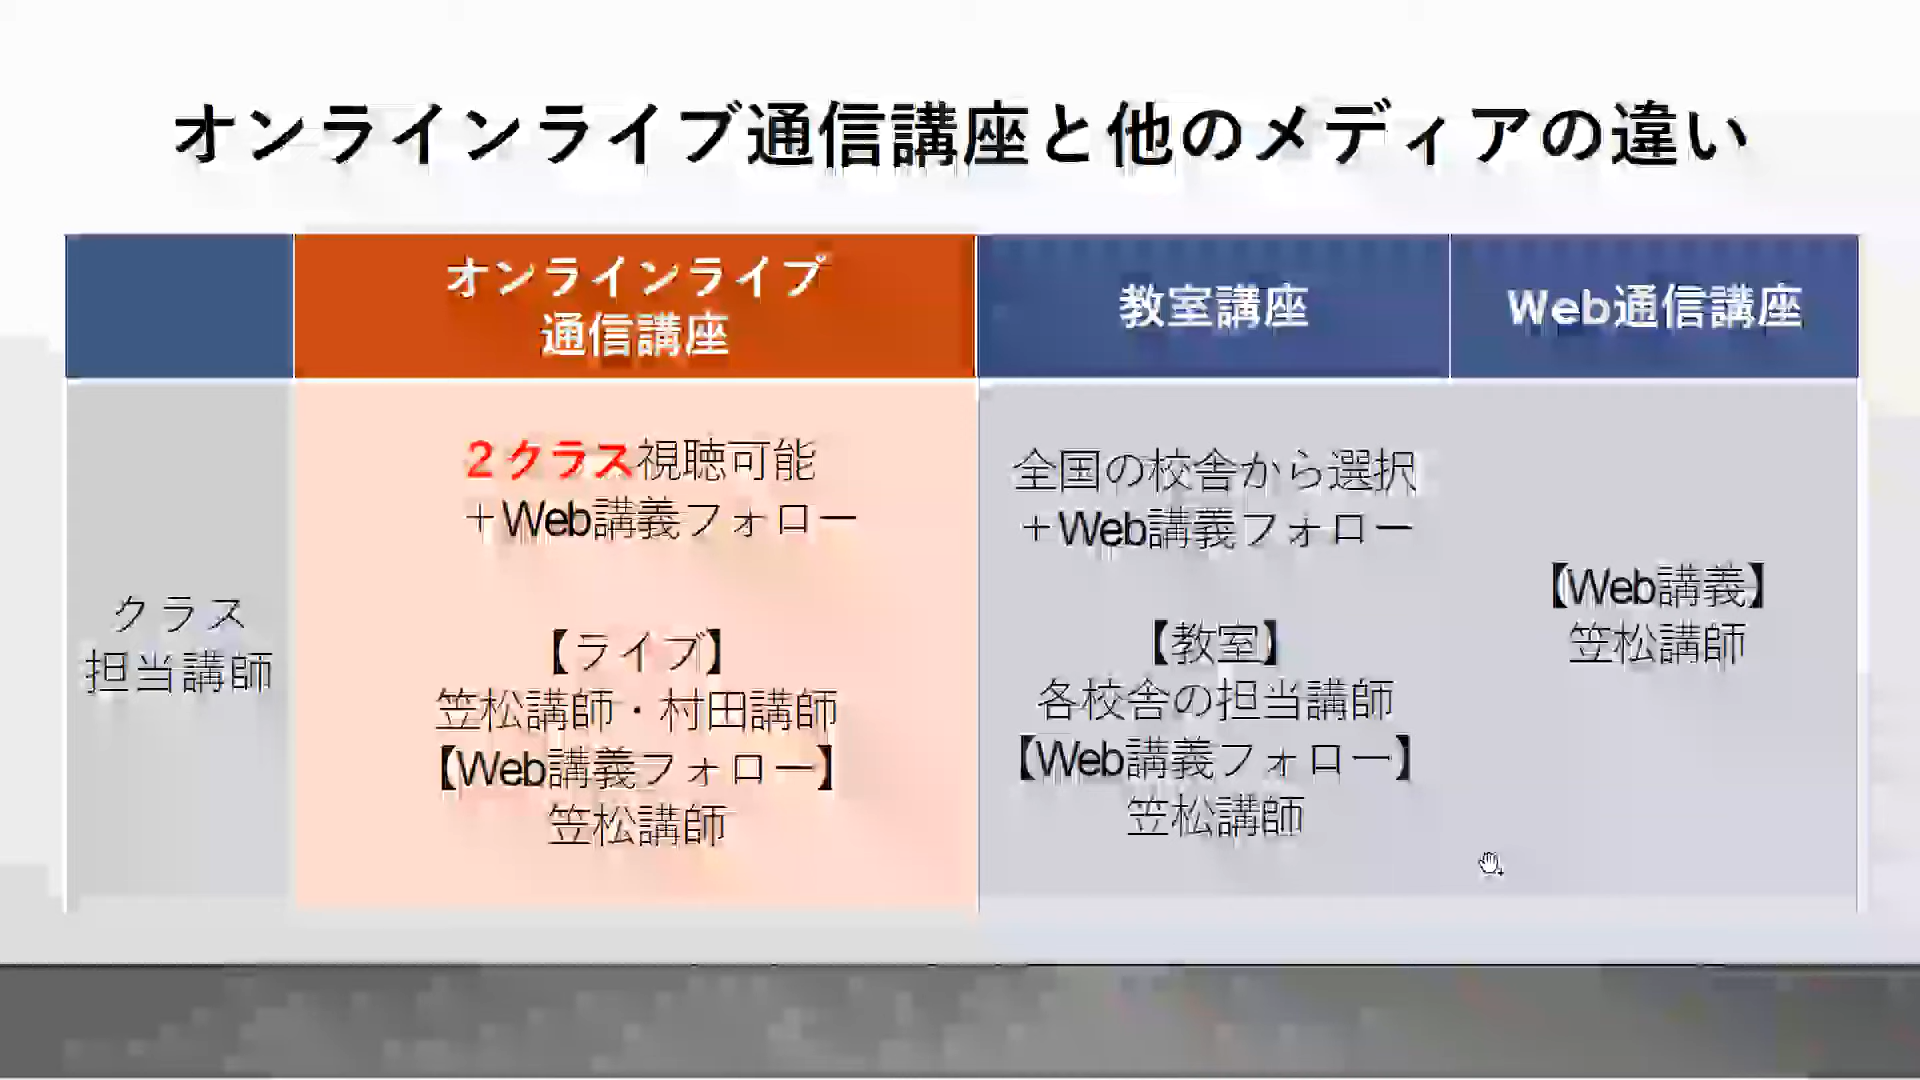 オンラインライブ通信講座と他のメディアの違い
オンラインライブ
通信講座
教室講座
Web通信講座
クラス
担当講師
2クラス視聴可能
＋Web講義フォロー
【ライブ】
笠松講師・村田講師
【Web講義フォロー】
笠松講師
全国の校舎から選択
＋Web講義フォロー
【教室】
各校舎の担当講師
【Web講義フォロー】
笠松講師
【Web講義】
笠松講師